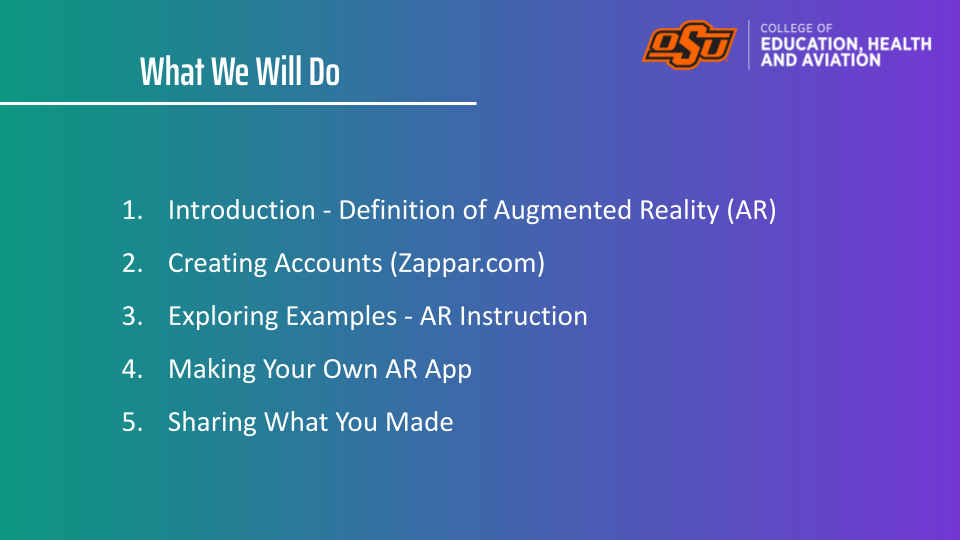 What We Will Do
OSU
COLLEGE OF
EDUCATION, HEALTH
AND AVIATION
1. Introduction - Definition of Augmented Reality (AR)
2. Creating Accounts (Zappar.com)
3. Exploring Examples - AR Instruction
4. Making Your Own AR App
5. Sharing What You Made